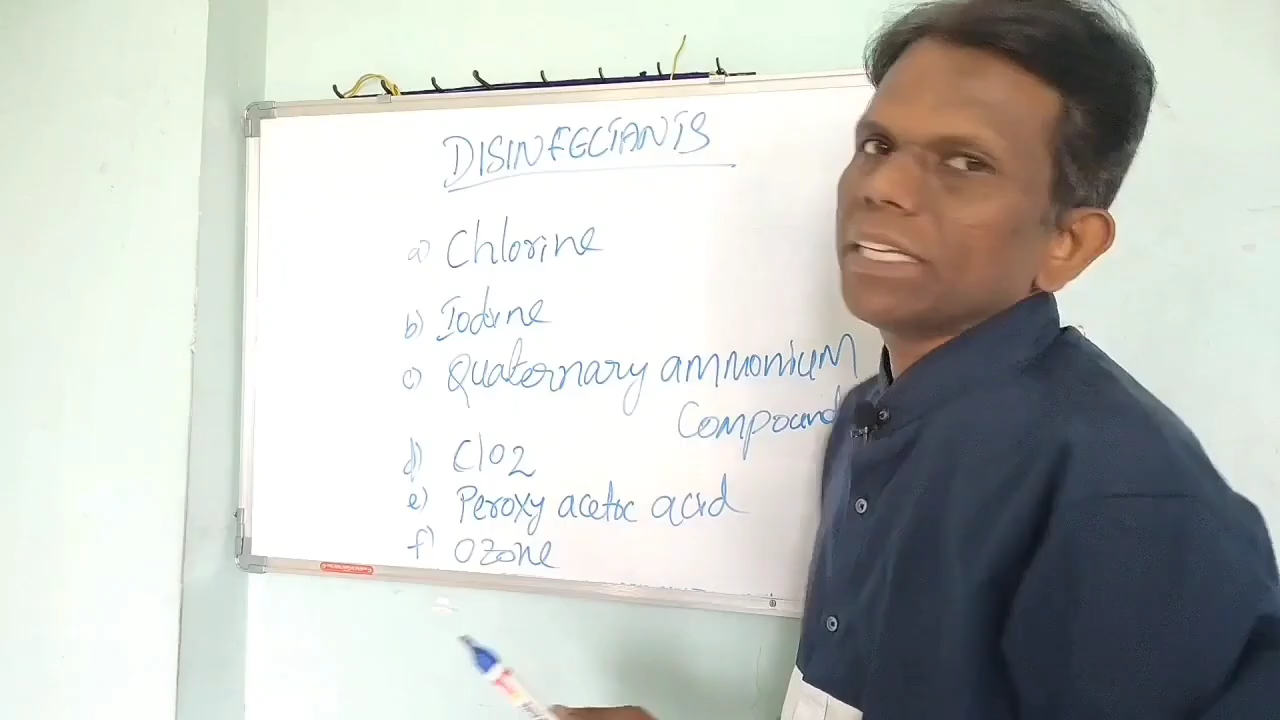 DISINFECTANTS
a) Chlorine
b) Iodine
c) Quaternary ammonium
Compound
d) ClO2
e) Peroxy acetic acid
f) Ozone